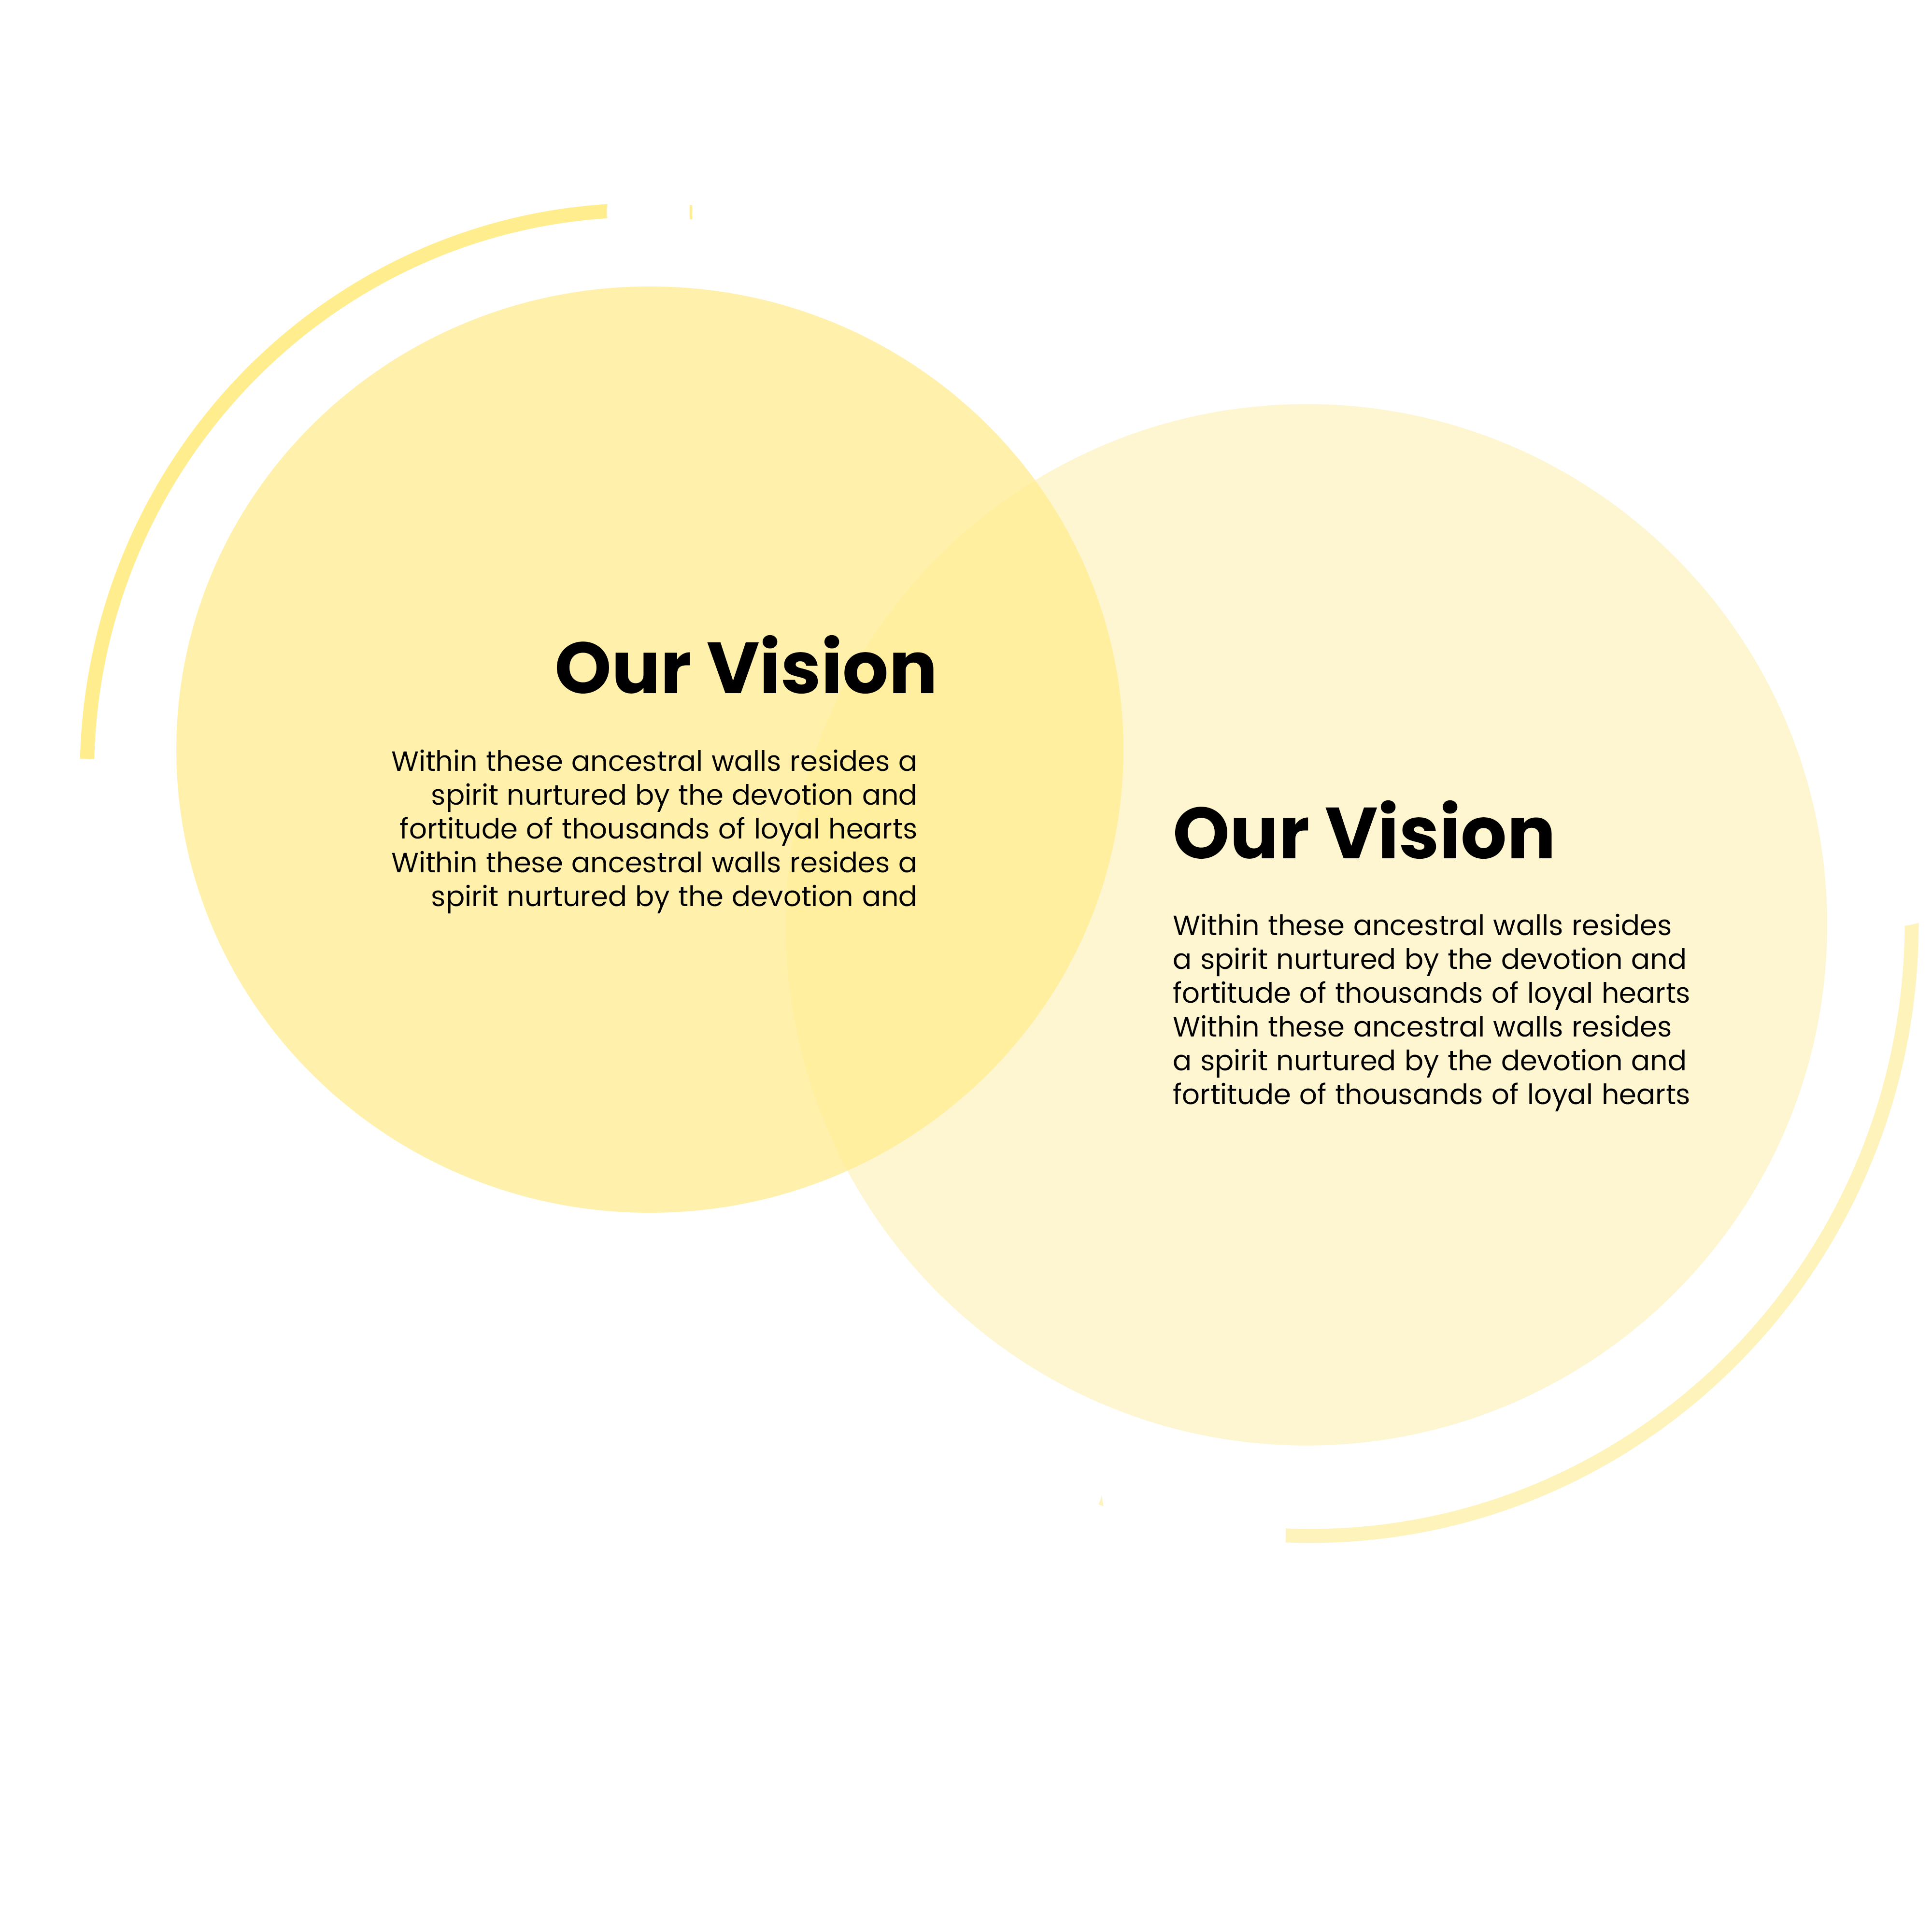 Our Vision
Within these ancestral walls resides a
spirit nurtured by the devotion and
fortitude of thousands of loyal hearts
Within these ancestral walls resides a
spirit nurtured by the devotion and
Our Vision
Within these ancestral walls resides
a spirit nurtured by the devotion and
fortitude of thousands of loyal hearts
Within these ancestral walls resides
a spirit nurtured by the devotion and
fortitude of thousands of loyal hearts